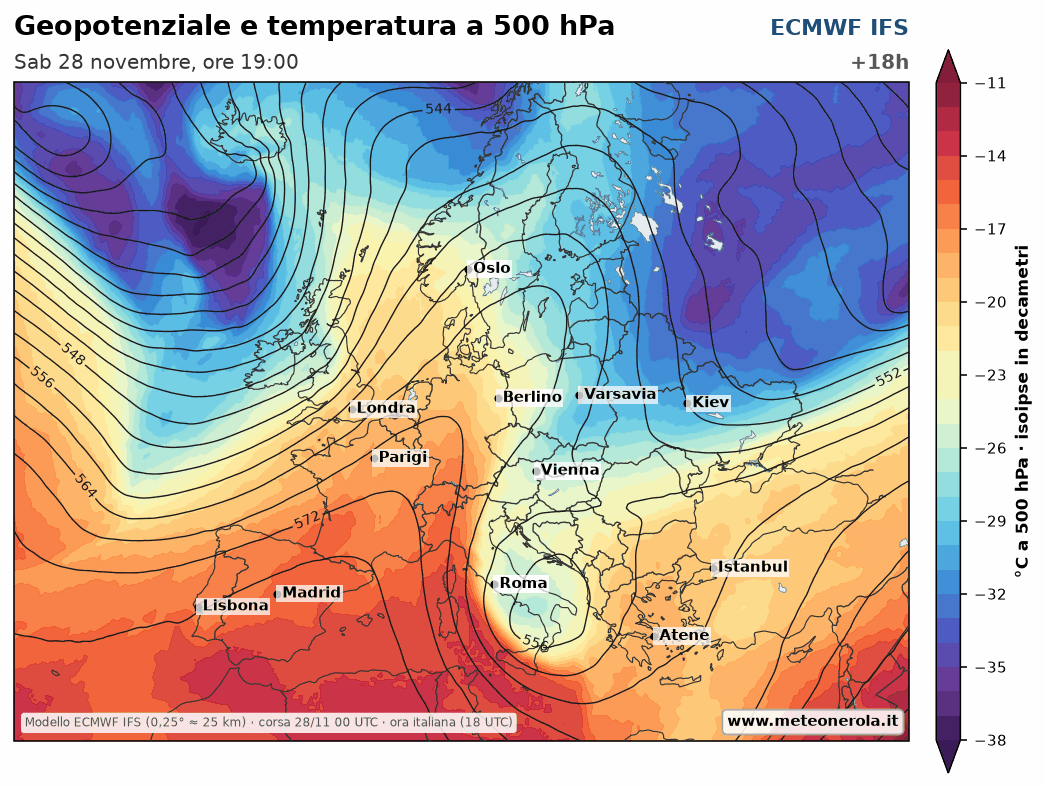 Geopotenziale e temperatura a 500 hPa
ECMWF IFS
Sab 28 novembre, ore 19:00
+18h
544
Oslo
548
556
552
Berlino
Varsavia
Kiev
Londra
Parigi
Vienna
564
572
Istanbul
Roma
Madrid
Lisbona
Atene
556
Modello ECMWF IFS (0,25° ≈ 25 km) · corsa 28/11 00 UTC · ora italiana (18 UTC)
www.meteonerola.it
−11
−14
−17
−20
−23
−26
−29
−32
−35
−38
°C a 500 hPa · isoipse in decametri